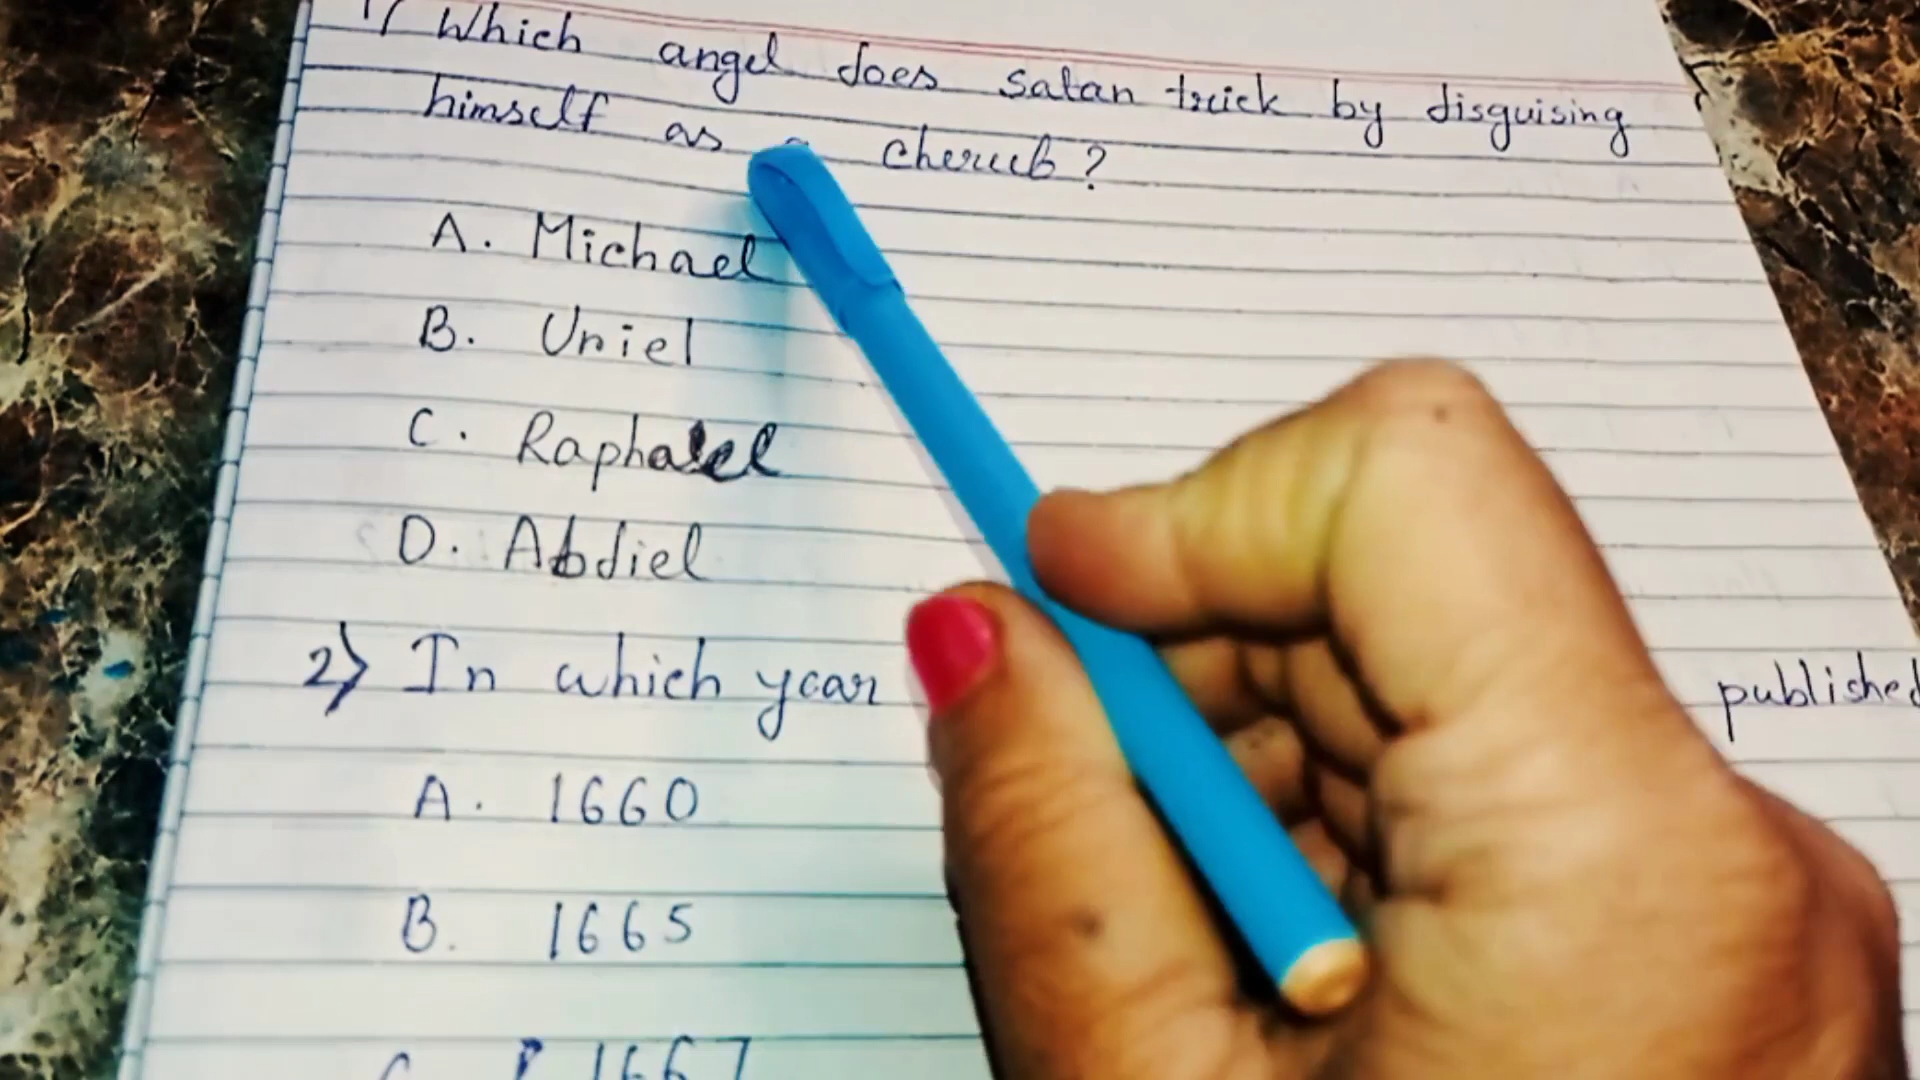 1) Which angel does Satan trick by disguising
himself as a cherub?
A. Michael
B. Uriel
C. Raphael
D. Abdiel
2) In which year published
A. 1660
B. 1665
C. 1667